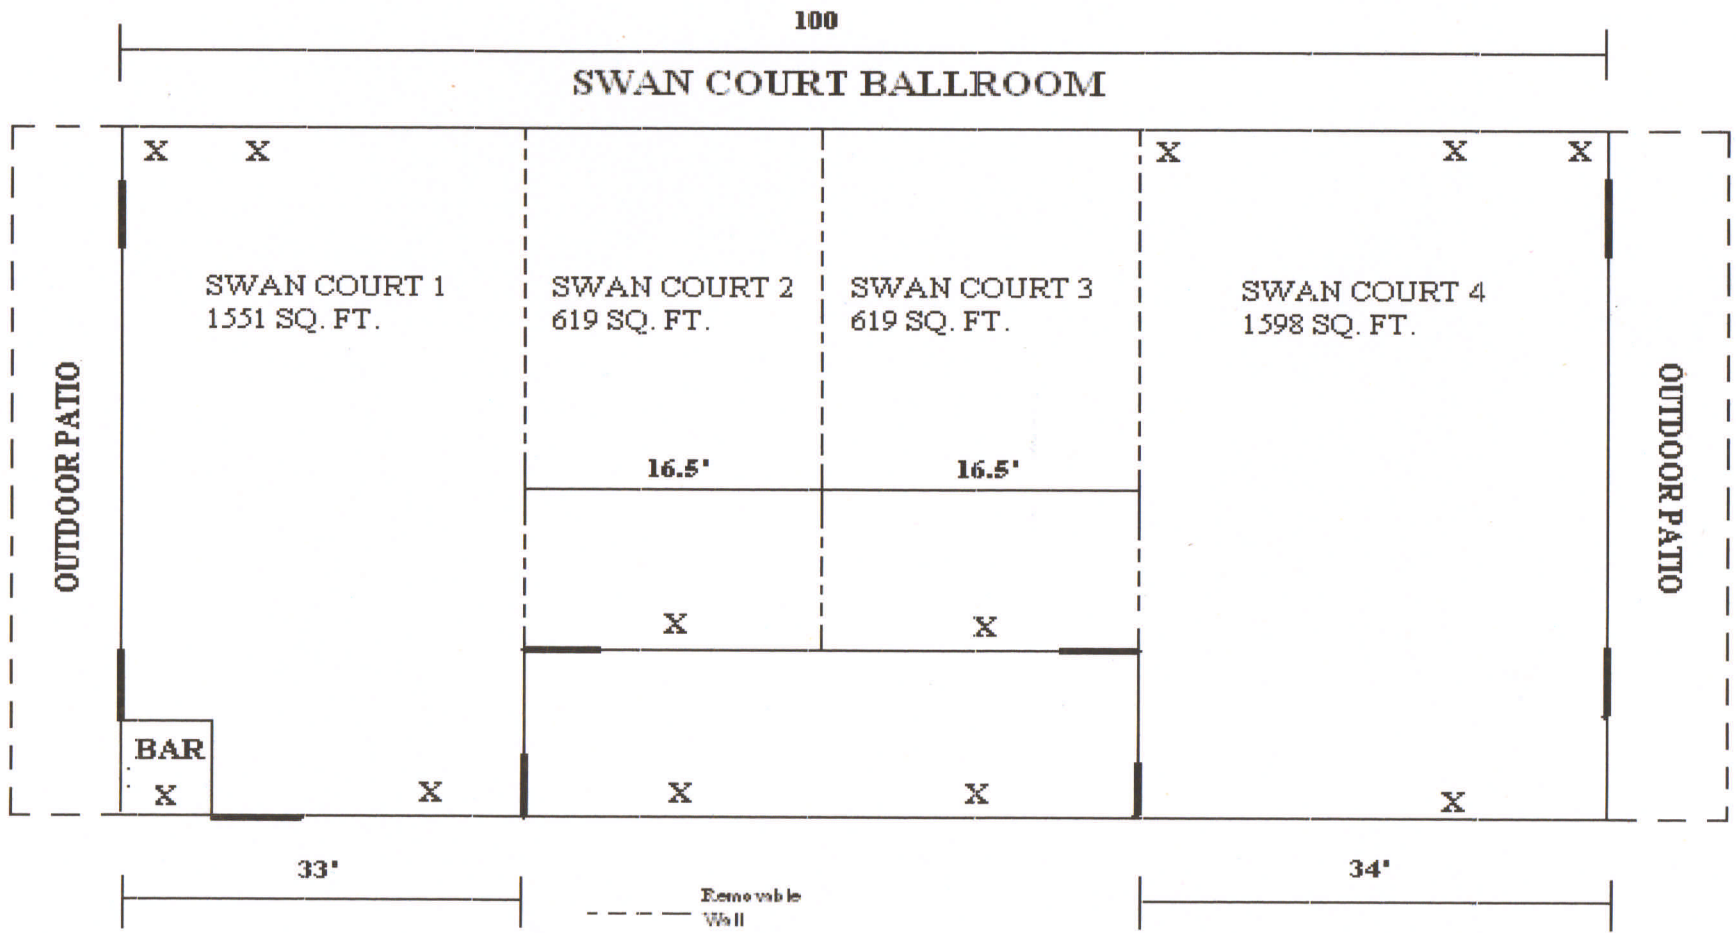 100
SWAN COURT BALLROOM
X X X X X
SWAN COURT 1
1551 SQ. FT.
SWAN COURT 2
619 SQ. FT.
SWAN COURT 3
619 SQ. FT.
SWAN COURT 4
1598 SQ. FT.
OUTDOOR PATIO
OUTDOOR PATIO
16.5' 16.5'
X X
BAR
X X X X X
33' 34'
Removable
Wall